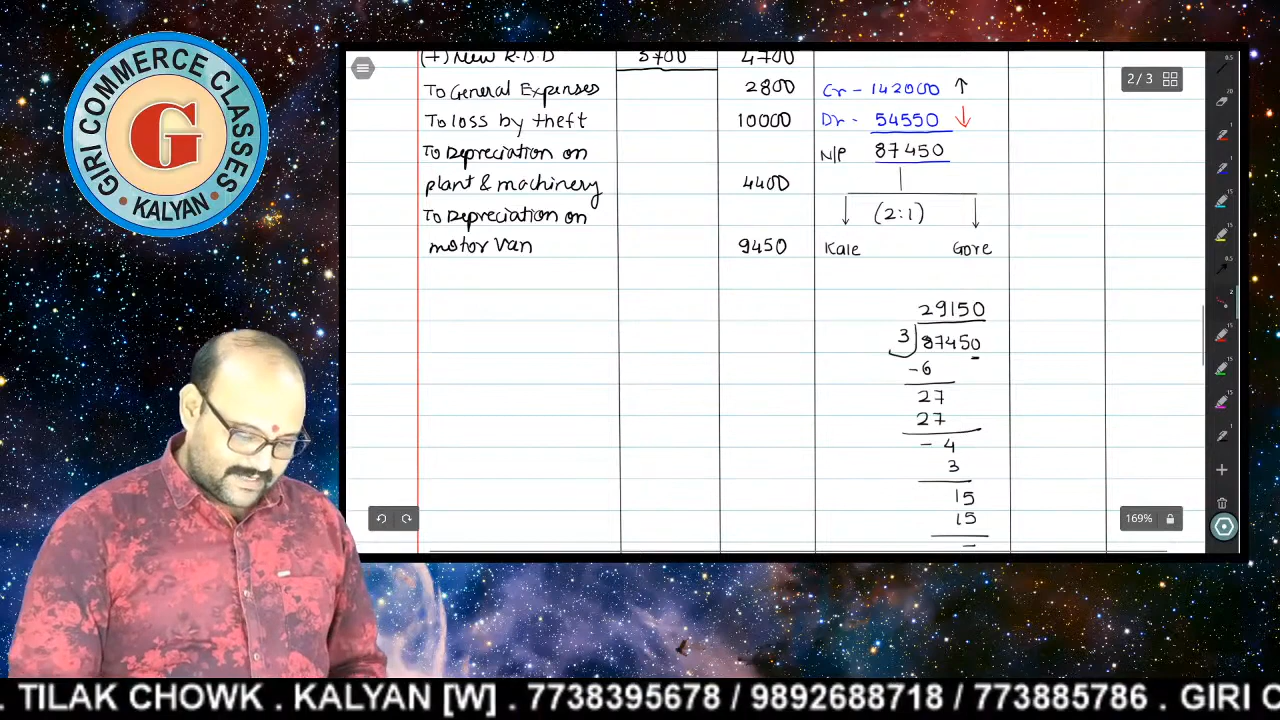 GIRI COMMERCE CLASSES
G
• KALYAN •
(+) New R.D.D 3700 4700
2/3
To General Expenses 2800
To loss by theft 10000
To Depreciation on
plant & machinery 4400
To Depreciation on
motor van 9450
Cr - 142000 ↑
Dr - 54550 ↓
N/P 87450
(2:1)
Kale Gore
29150
3 87450
-6
27
27
- 4
3
15
15
-
169%
. TILAK CHOWK . KALYAN [W] . 7738395678 / 9892688718 / 773885786 . GIRI C